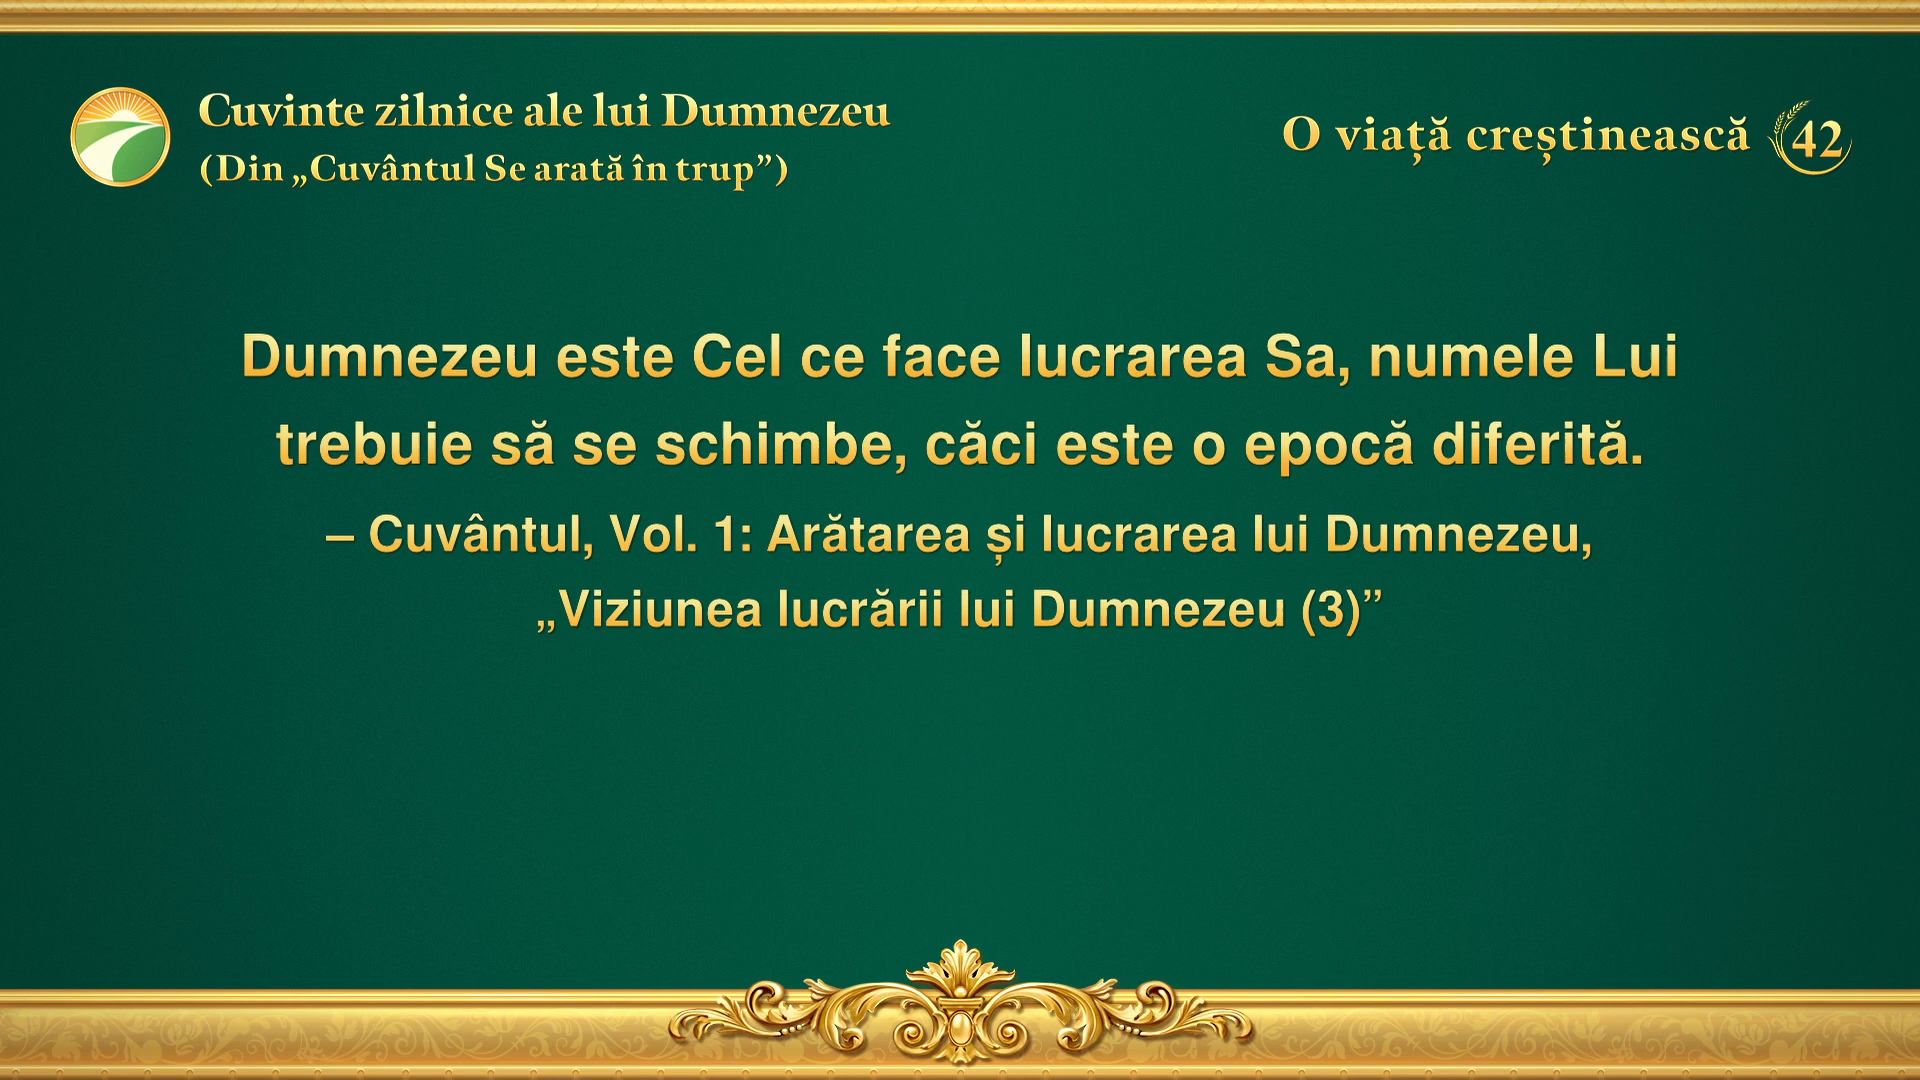 Cuvinte zilnice ale lui Dumnezeu
(Din „Cuvântul Se arată în trup”)
O viață creștinească 42
Dumnezeu este Cel ce face lucrarea Sa, numele Lui
trebuie să se schimbe, căci este o epocă diferită.
– Cuvântul, Vol. 1: Arătarea și lucrarea lui Dumnezeu,
„Viziunea lucrării lui Dumnezeu (3)”